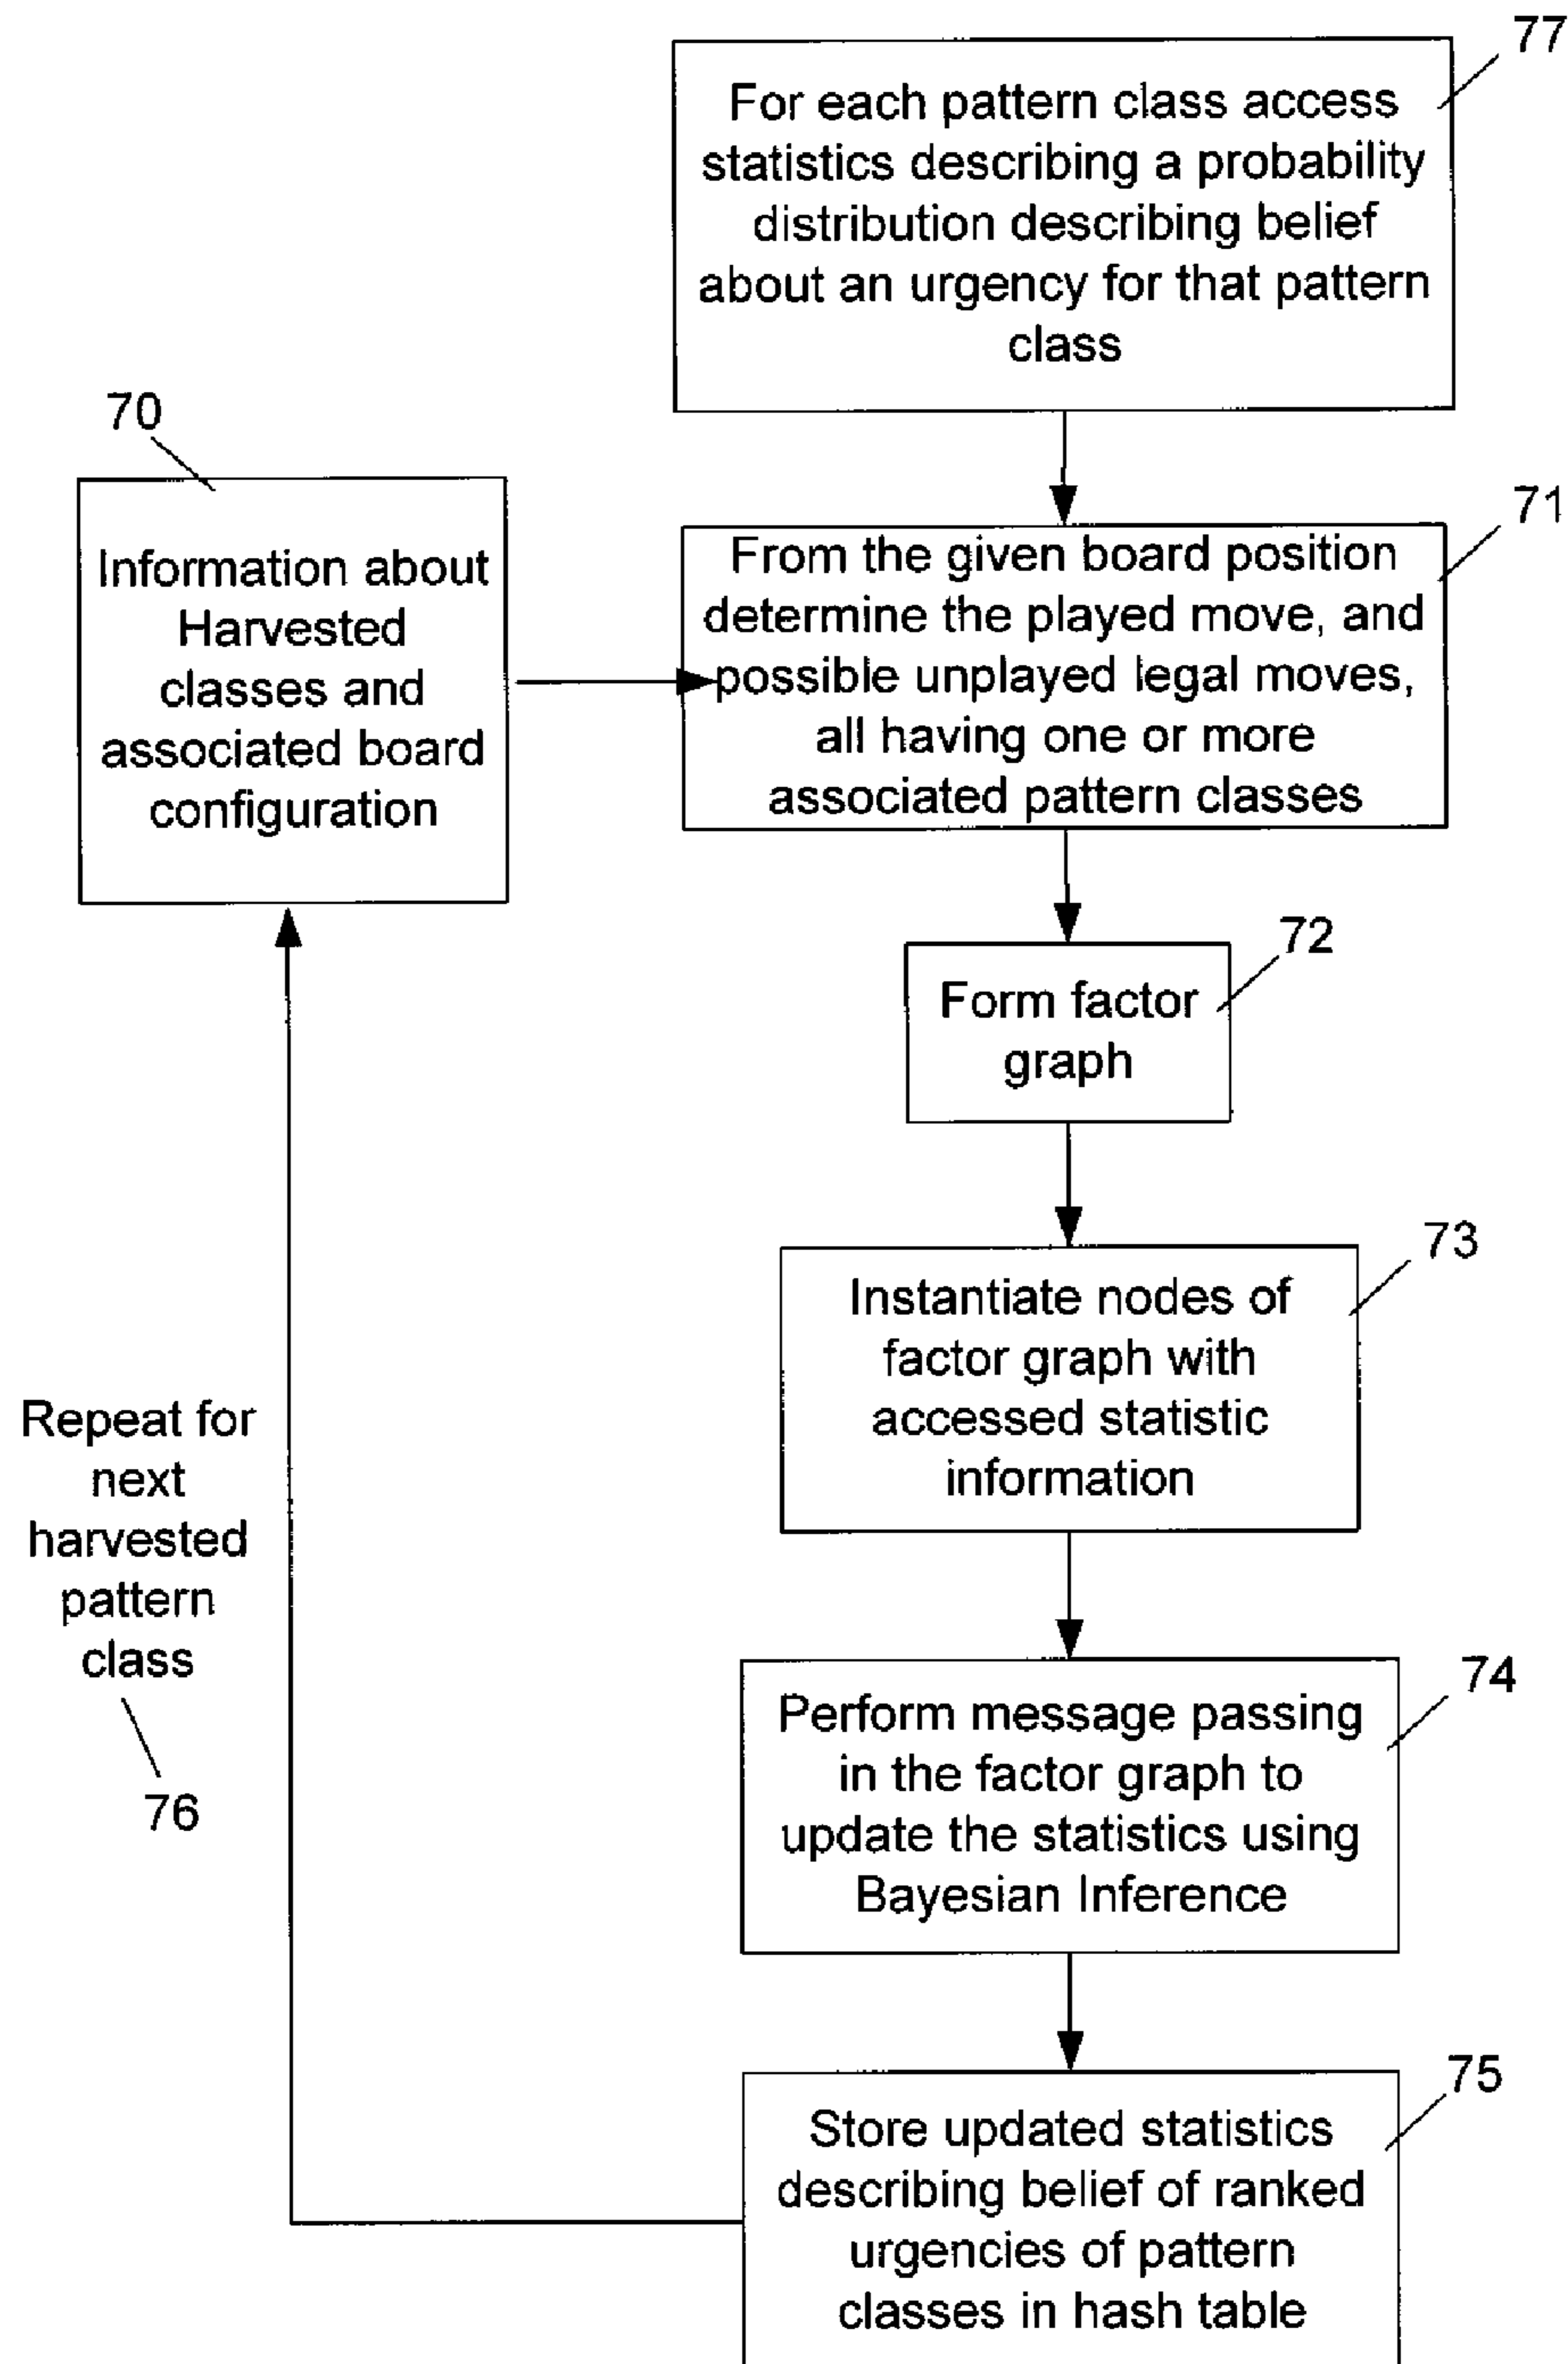 77
For each pattern class access
statistics describing a probability
distribution describing belief
about an urgency for that pattern
class
70
Information about
Harvested
classes and
associated board
configuration
71
From the given board position
determine the played move, and
possible unplayed legal moves,
all having one or more
associated pattern classes
72
Form factor
graph
73
Instantiate nodes of
factor graph with
accessed statistic
information
Repeat for
next
harvested
pattern
class
76
74
Perform message passing
in the factor graph to
update the statistics using
Bayesian Inference
75
Store updated statistics
describing belief of ranked
urgencies of pattern
classes in hash table